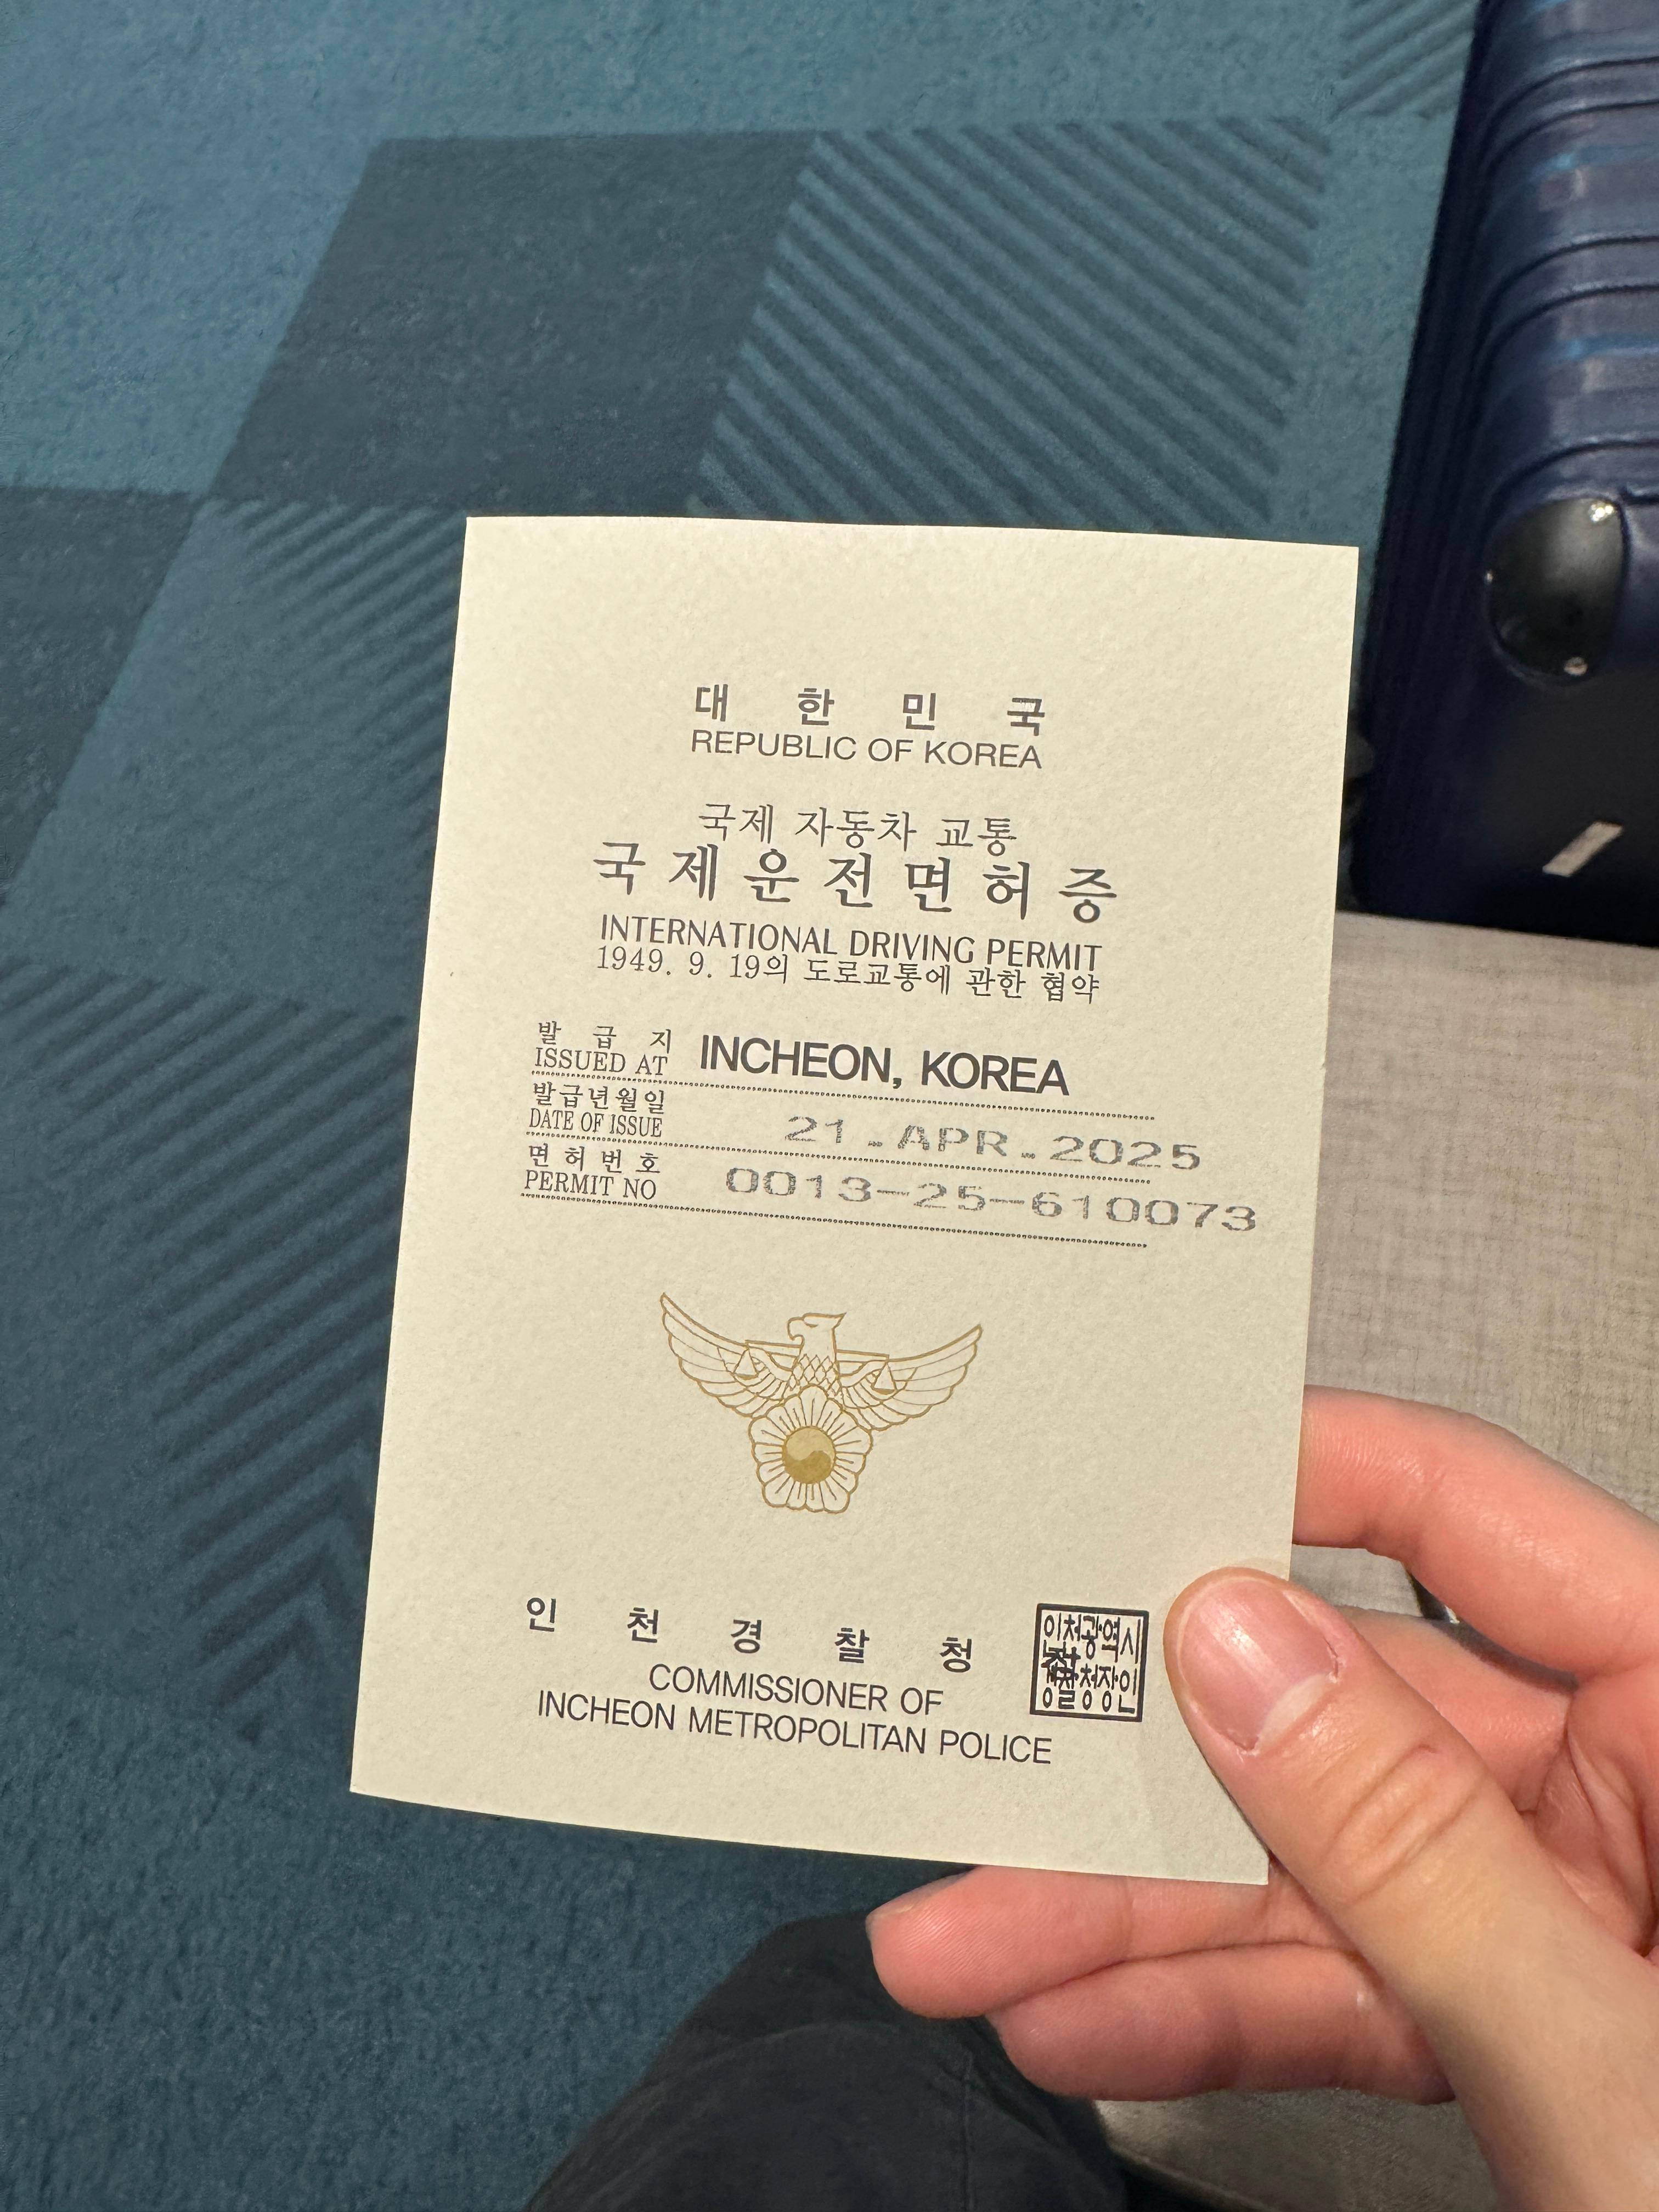 대 한 민 국
REPUBLIC OF KOREA
국제 자동차 교통
국 제 운 전 면 허 증
INTERNATIONAL DRIVING PERMIT
1949. 9. 19의 도로교통에 관한 협약
발 급 지
ISSUED AT INCHEON, KOREA
발급년월일
DATE OF ISSUE 21.APR.2025
면 허 번 호
PERMIT NO 0013-25-610073
인 천 경 찰 청
COMMISSIONER OF
INCHEON METROPOLITAN POLICE
인천광역시
경찰청장인